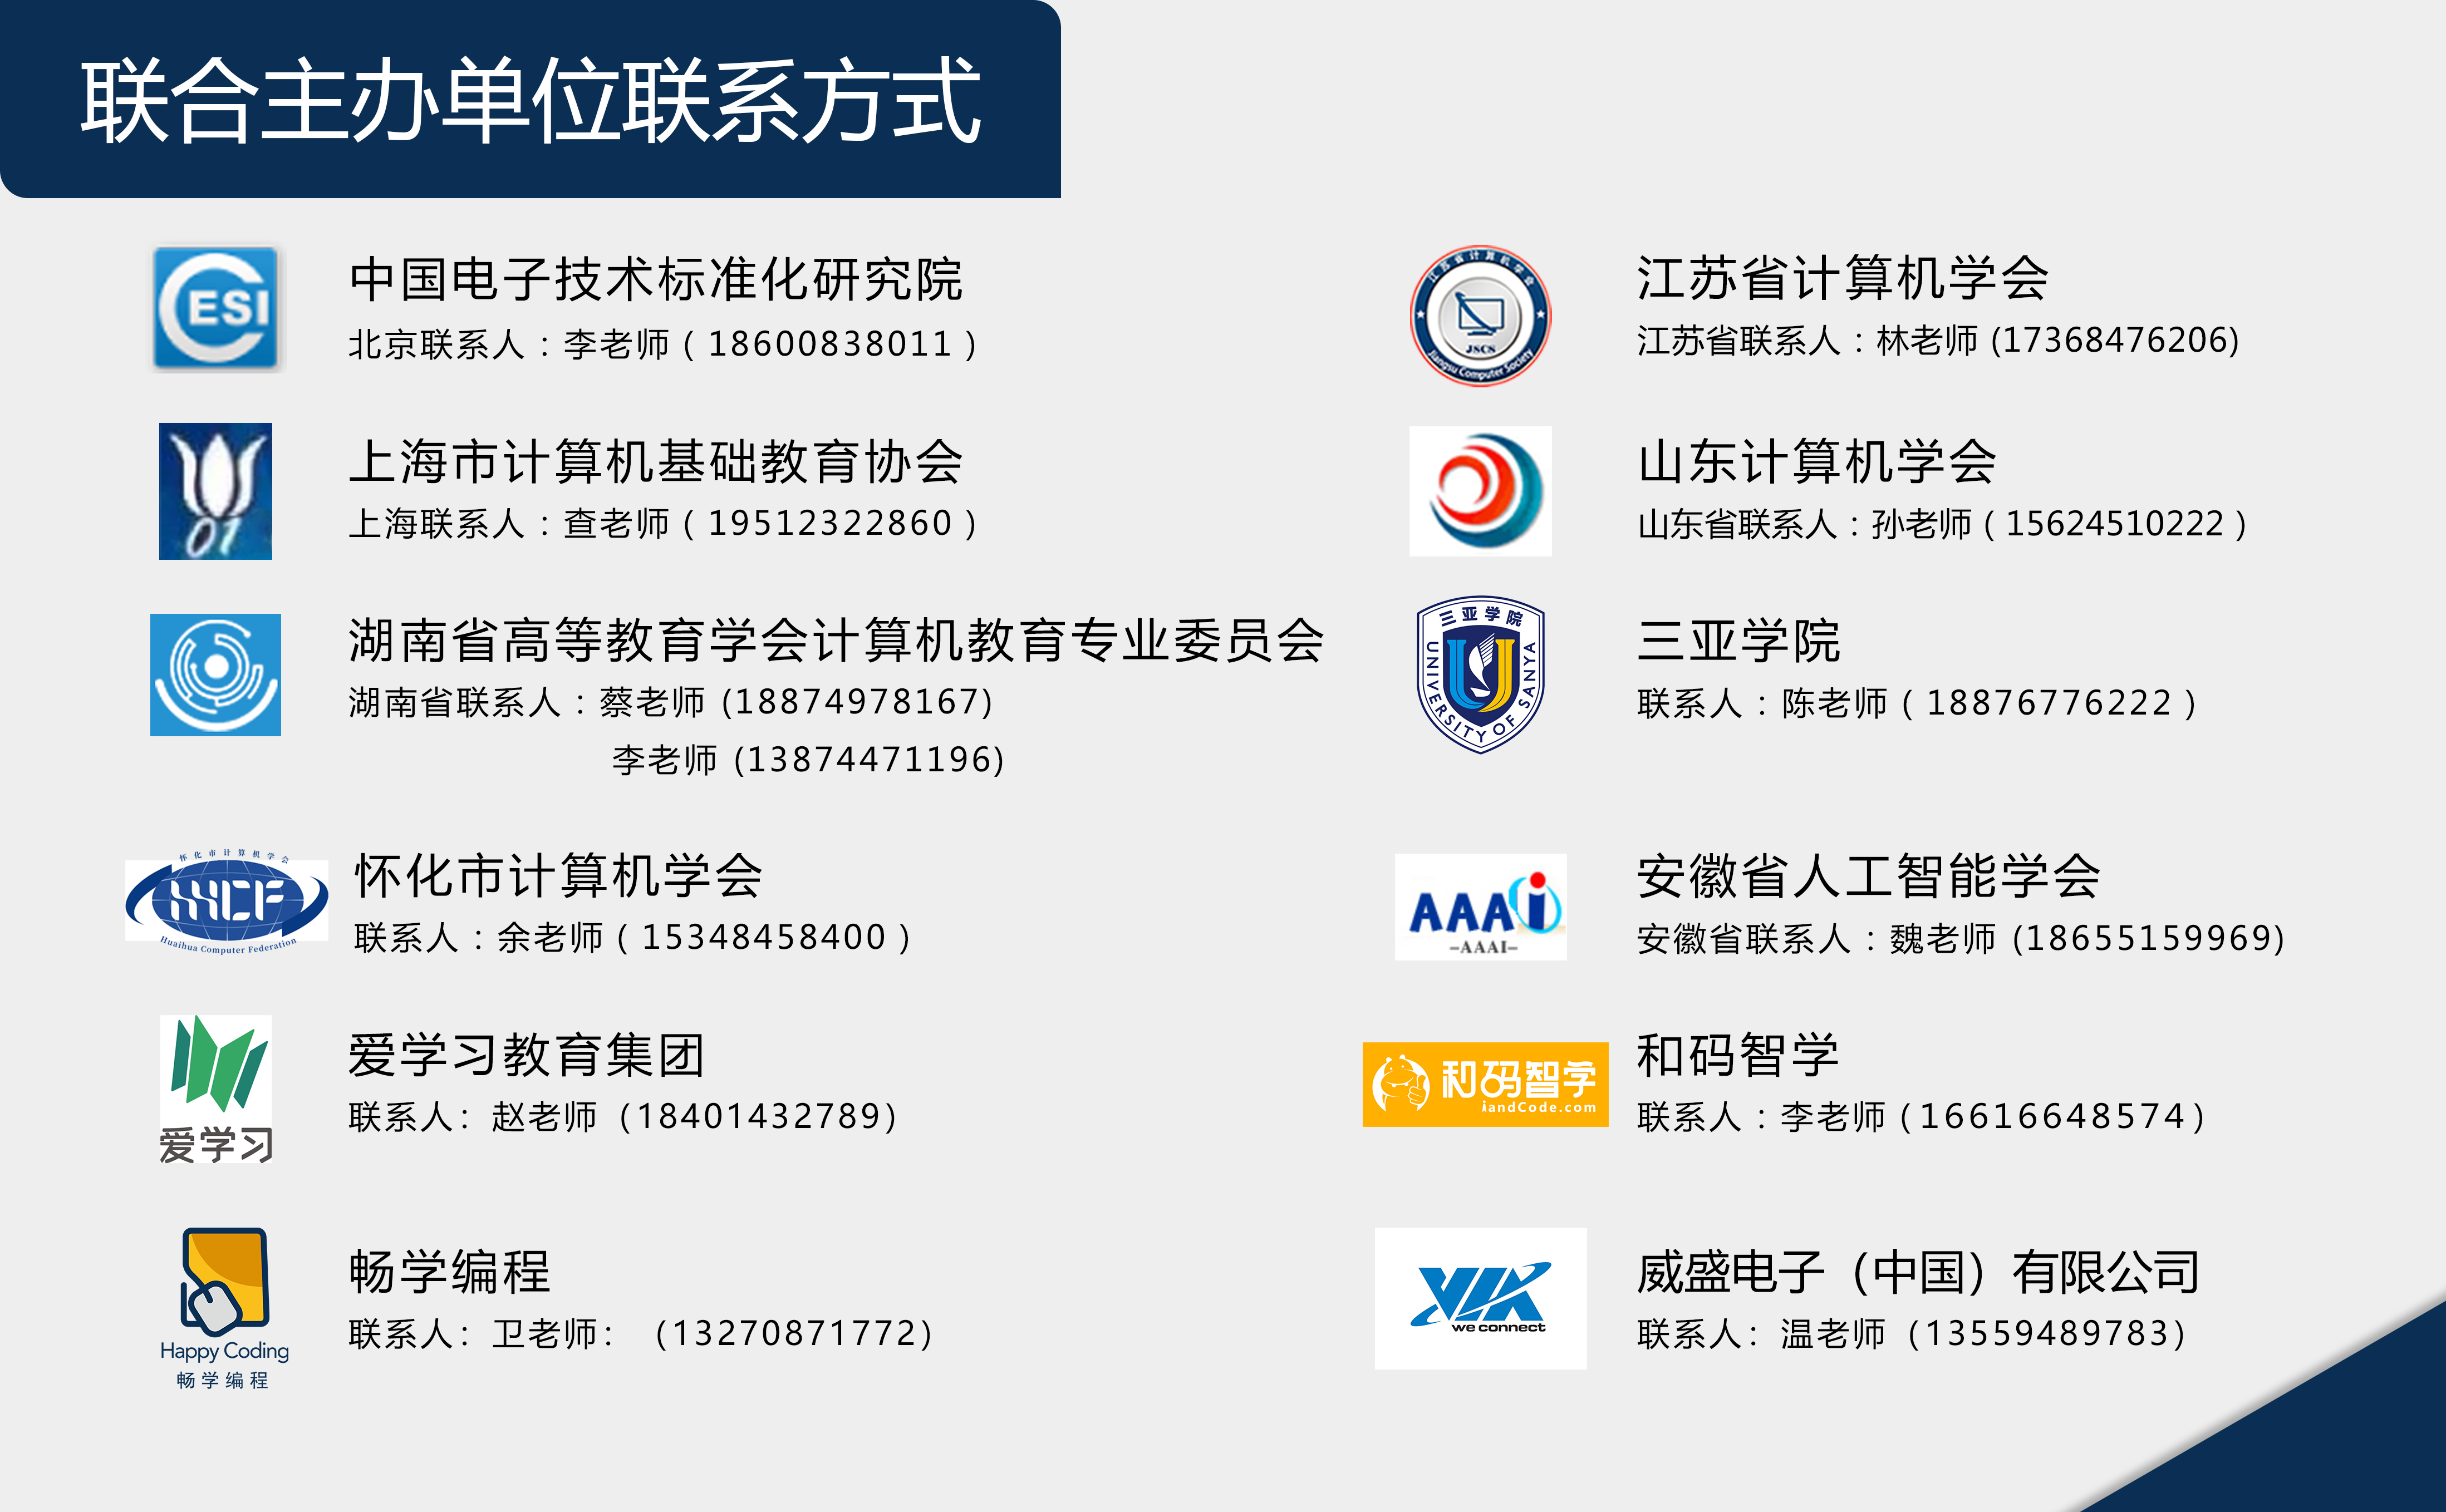 联合主办单位联系方式
ESI
中国电子技术标准化研究院
北京联系人：李老师（18600838011）
01
上海市计算机基础教育协会
上海联系人：查老师（19512322860）
湖南省高等教育学会计算机教育专业委员会
湖南省联系人：蔡老师 (18874978167)
李老师 (13874471196)
怀化市计算机学会
HCF
Huaihua Computer Federation
怀化市计算机学会
联系人：余老师（15348458400）
爱学习
爱学习教育集团
联系人：赵老师（18401432789）
Happy Coding
畅学编程
畅学编程
联系人：卫老师：（13270871772）
江苏省计算机学会
JSCS
Jiangsu Computer Society
江苏省计算机学会
江苏省联系人：林老师 (17368476206)
山东计算机学会
山东省联系人：孙老师（15624510222）
三亚学院
UNIVERSITY OF SANYA
三亚学院
联系人：陈老师（18876776222）
AAAi
–AAAI–
安徽省人工智能学会
安徽省联系人：魏老师 (18655159969)
和码智学
iandCode.com
和码智学
联系人：李老师（16616648574）
VIA
we connect
威盛电子（中国）有限公司
联系人：温老师（13559489783）